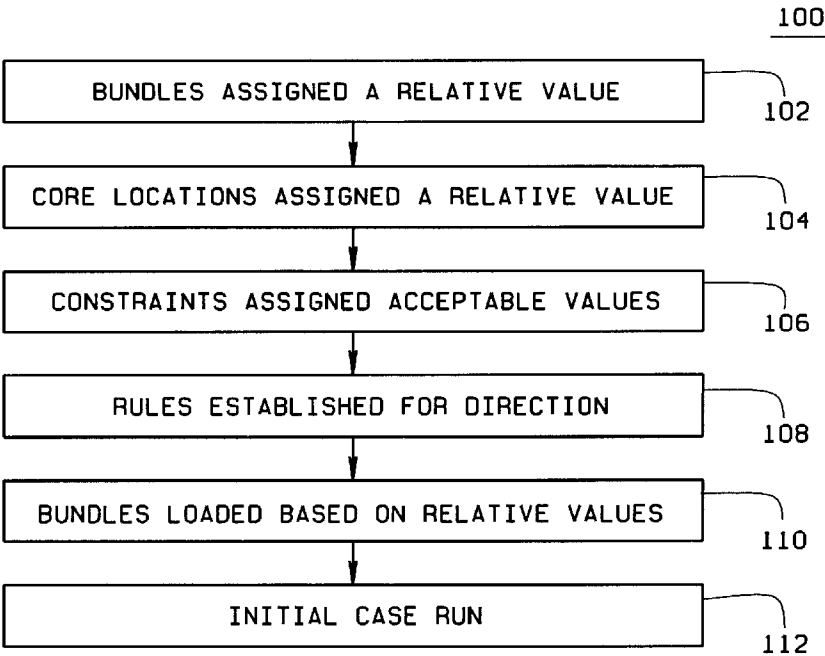 100
BUNDLES ASSIGNED A RELATIVE VALUE
102
CORE LOCATIONS ASSIGNED A RELATIVE VALUE
104
CONSTRAINTS ASSIGNED ACCEPTABLE VALUES
106
RULES ESTABLISHED FOR DIRECTION
108
BUNDLES LOADED BASED ON RELATIVE VALUES
110
INITIAL CASE RUN
112